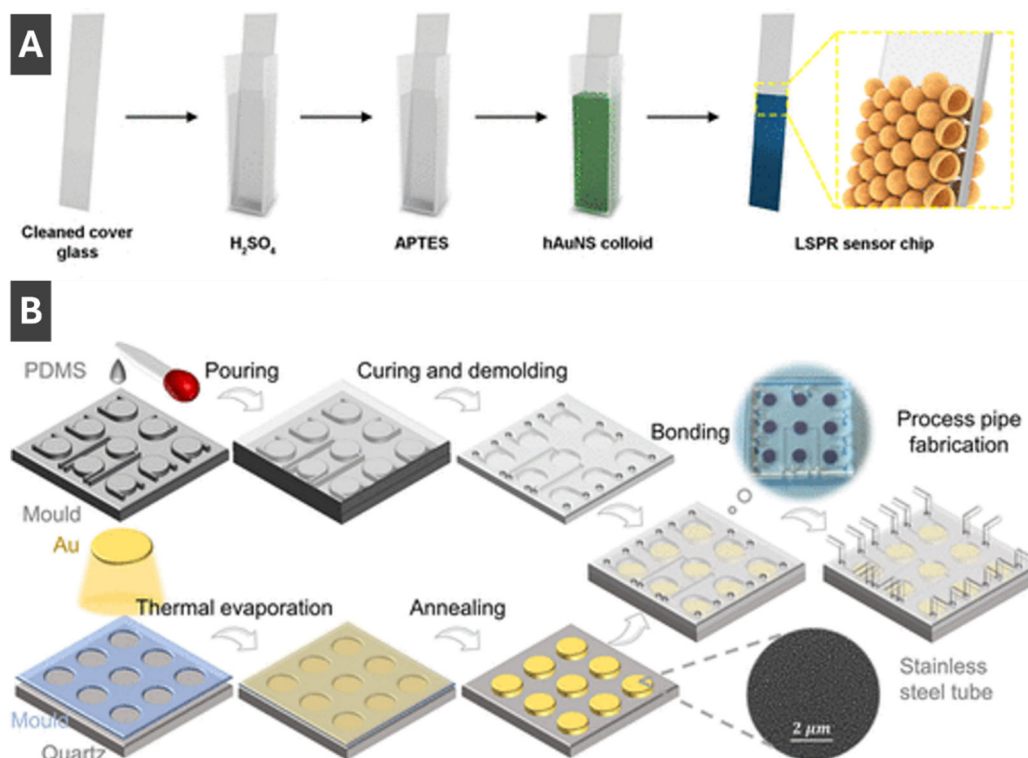 A
Cleaned cover
glass
H₂SO₄
APTES
hAuNS colloid
LSPR sensor chip
B
PDMS
Pouring
Curing and demolding
Bonding
Process pipe
fabrication
Mould
Au
Thermal evaporation
Annealing
Mould
Quartz
2 μm
Stainless
steel tube